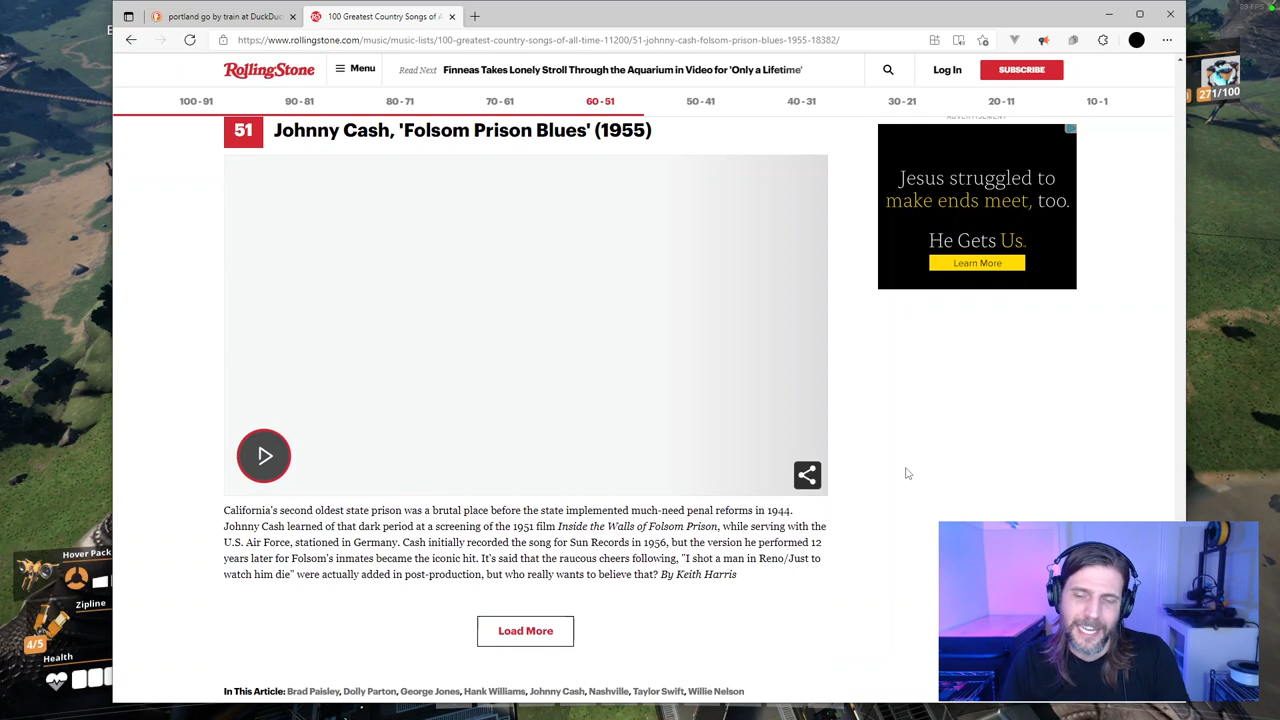 portland go by train at DuckDuc
100 Greatest Country Songs of A
89 FPS
https://www.rollingstone.com/music/music-lists/100-greatest-country-songs-of-all-time-11200/51-johnny-cash-folsom-prison-blues-1955-18382/
RollingStone
Menu
Read Next Finneas Takes Lonely Stroll Through the Aquarium in Video for 'Only a Lifetime'
Log In
SUBSCRIBE
271/100
100 - 91 90 - 81 80 - 71 70 - 61 60 - 51 50 - 41 40 - 31 30 - 21 20 - 11 10 - 1
51 Johnny Cash, 'Folsom Prison Blues' (1955)
ADVERTISEMENT
Jesus struggled to
make ends meet, too.
He Gets Us.
Learn More
California's second oldest state prison was a brutal place before the state implemented much-need penal reforms in 1944.
Johnny Cash learned of that dark period at a screening of the 1951 film Inside the Walls of Folsom Prison, while serving with the
U.S. Air Force, stationed in Germany. Cash initially recorded the song for Sun Records in 1956, but the version he performed 12
years later for Folsom's inmates became the iconic hit. It's said that the raucous cheers following, "I shot a man in Reno/Just to
watch him die" were actually added in post-production, but who really wants to believe that? By Keith Harris
Load More
In This Article: Brad Paisley, Dolly Parton, George Jones, Hank Williams, Johnny Cash, Nashville, Taylor Swift, Willie Nelson
Hover Pack
Zipline
4/5
Health